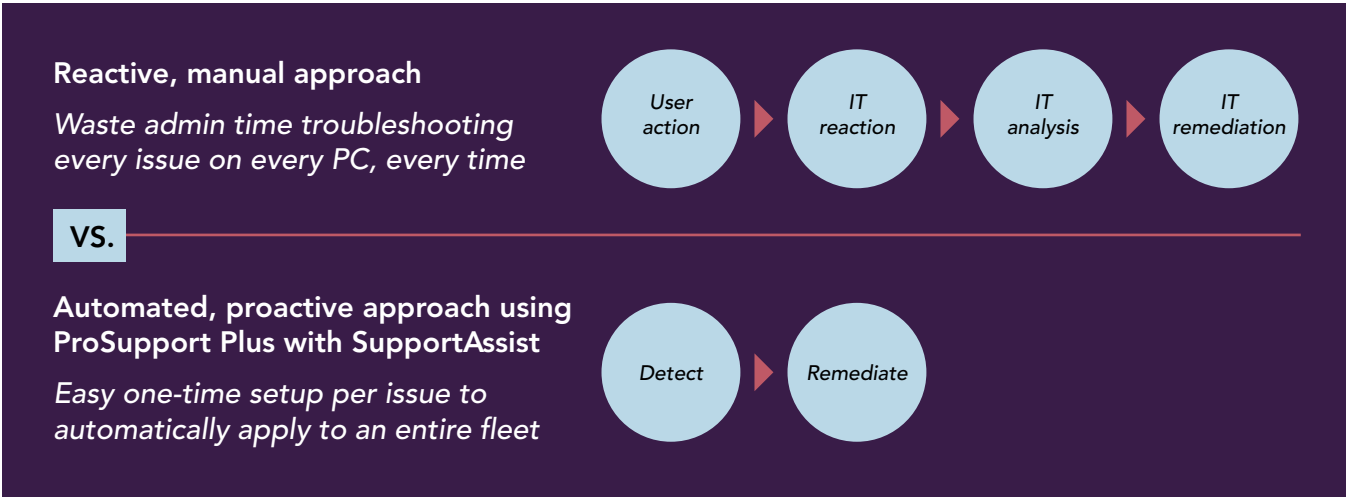 Reactive, manual approach
Waste admin time troubleshooting
every issue on every PC, every time
User
action
IT
reaction
IT
analysis
IT
remediation
VS.
Automated, proactive approach using
ProSupport Plus with SupportAssist
Easy one-time setup per issue to
automatically apply to an entire fleet
Detect
Remediate